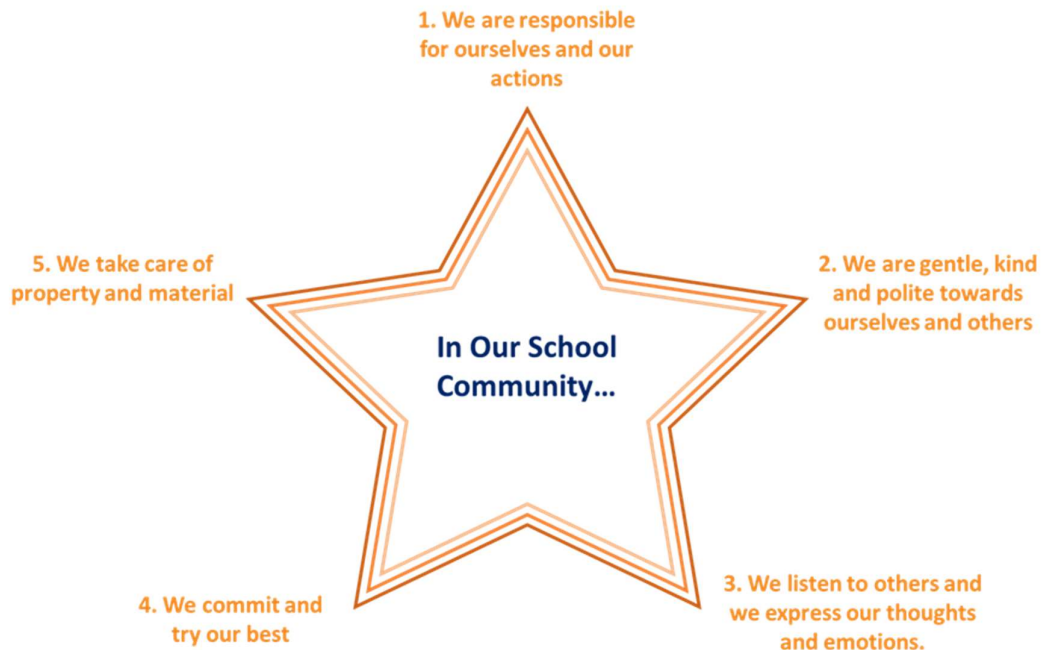 1. We are responsible
for ourselves and our
actions
2. We are gentle, kind
and polite towards
ourselves and others
3. We listen to others and
we express our thoughts
and emotions.
4. We commit and
try our best
5. We take care of
property and material
In Our School
Community...